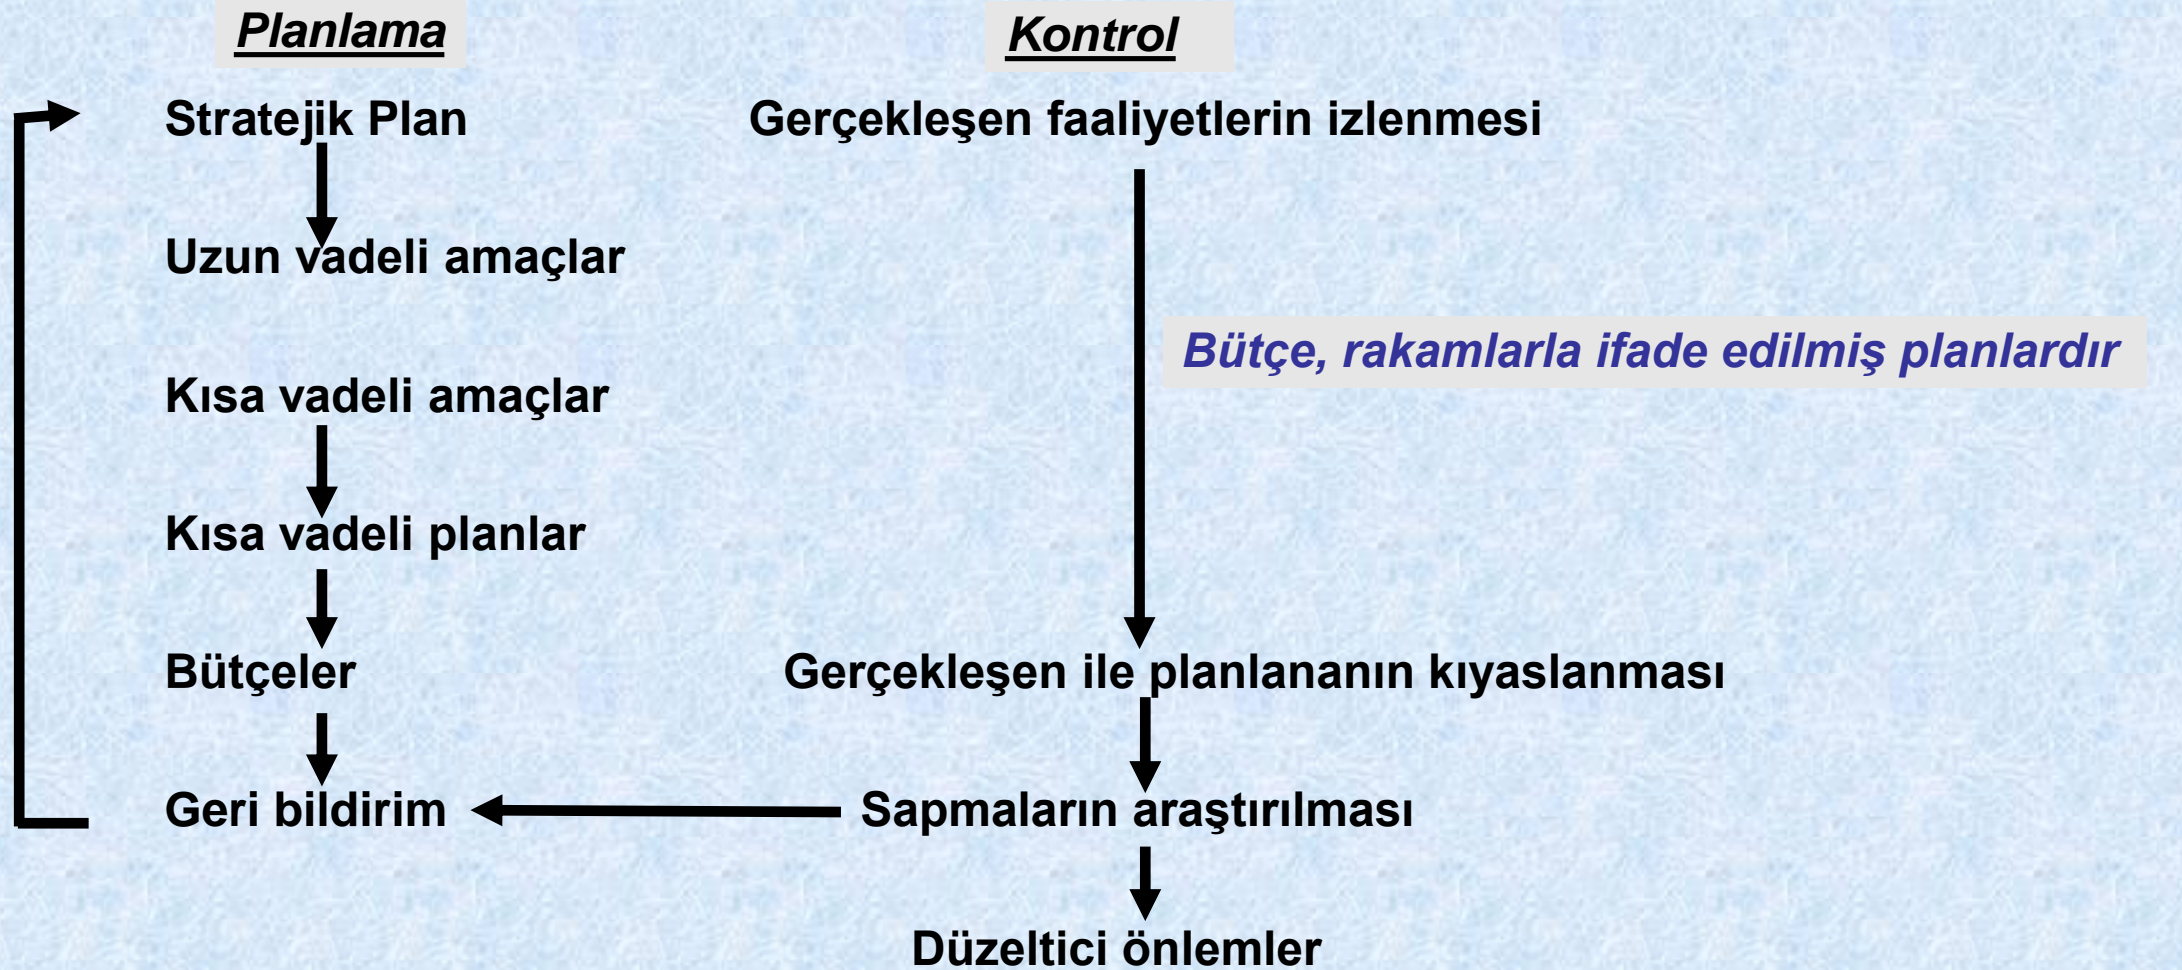 Planlama
Kontrol
Stratejik Plan
Gerçekleşen faaliyetlerin izlenmesi
Uzun vadeli amaçlar
Bütçe, rakamlarla ifade edilmiş planlardır
Kısa vadeli amaçlar
Kısa vadeli planlar
Bütçeler
Gerçekleşen ile planlananın kıyaslanması
Geri bildirim
Sapmaların araştırılması
Düzeltici önlemler